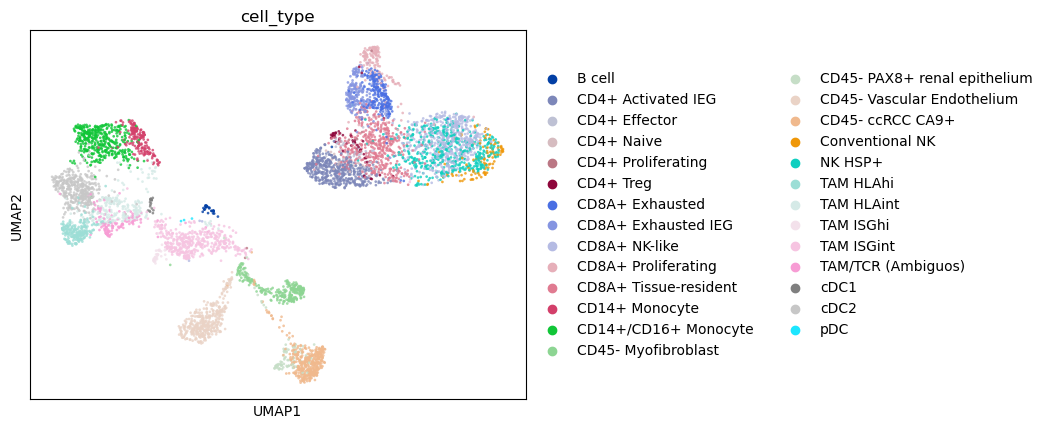 cell_type
UMAP2
UMAP1
B cell
CD4+ Activated IEG
CD4+ Effector
CD4+ Naive
CD4+ Proliferating
CD4+ Treg
CD8A+ Exhausted
CD8A+ Exhausted IEG
CD8A+ NK-like
CD8A+ Proliferating
CD8A+ Tissue-resident
CD14+ Monocyte
CD14+/CD16+ Monocyte
CD45- Myofibroblast
CD45- PAX8+ renal epithelium
CD45- Vascular Endothelium
CD45- ccRCC CA9+
Conventional NK
NK HSP+
TAM HLAhi
TAM HLAint
TAM ISGhi
TAM ISGint
TAM/TCR (Ambiguos)
cDC1
cDC2
pDC